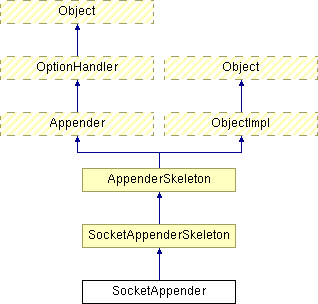 Object
OptionHandler
Object
Appender
ObjectImpl
AppenderSkeleton
SocketAppenderSkeleton
SocketAppender